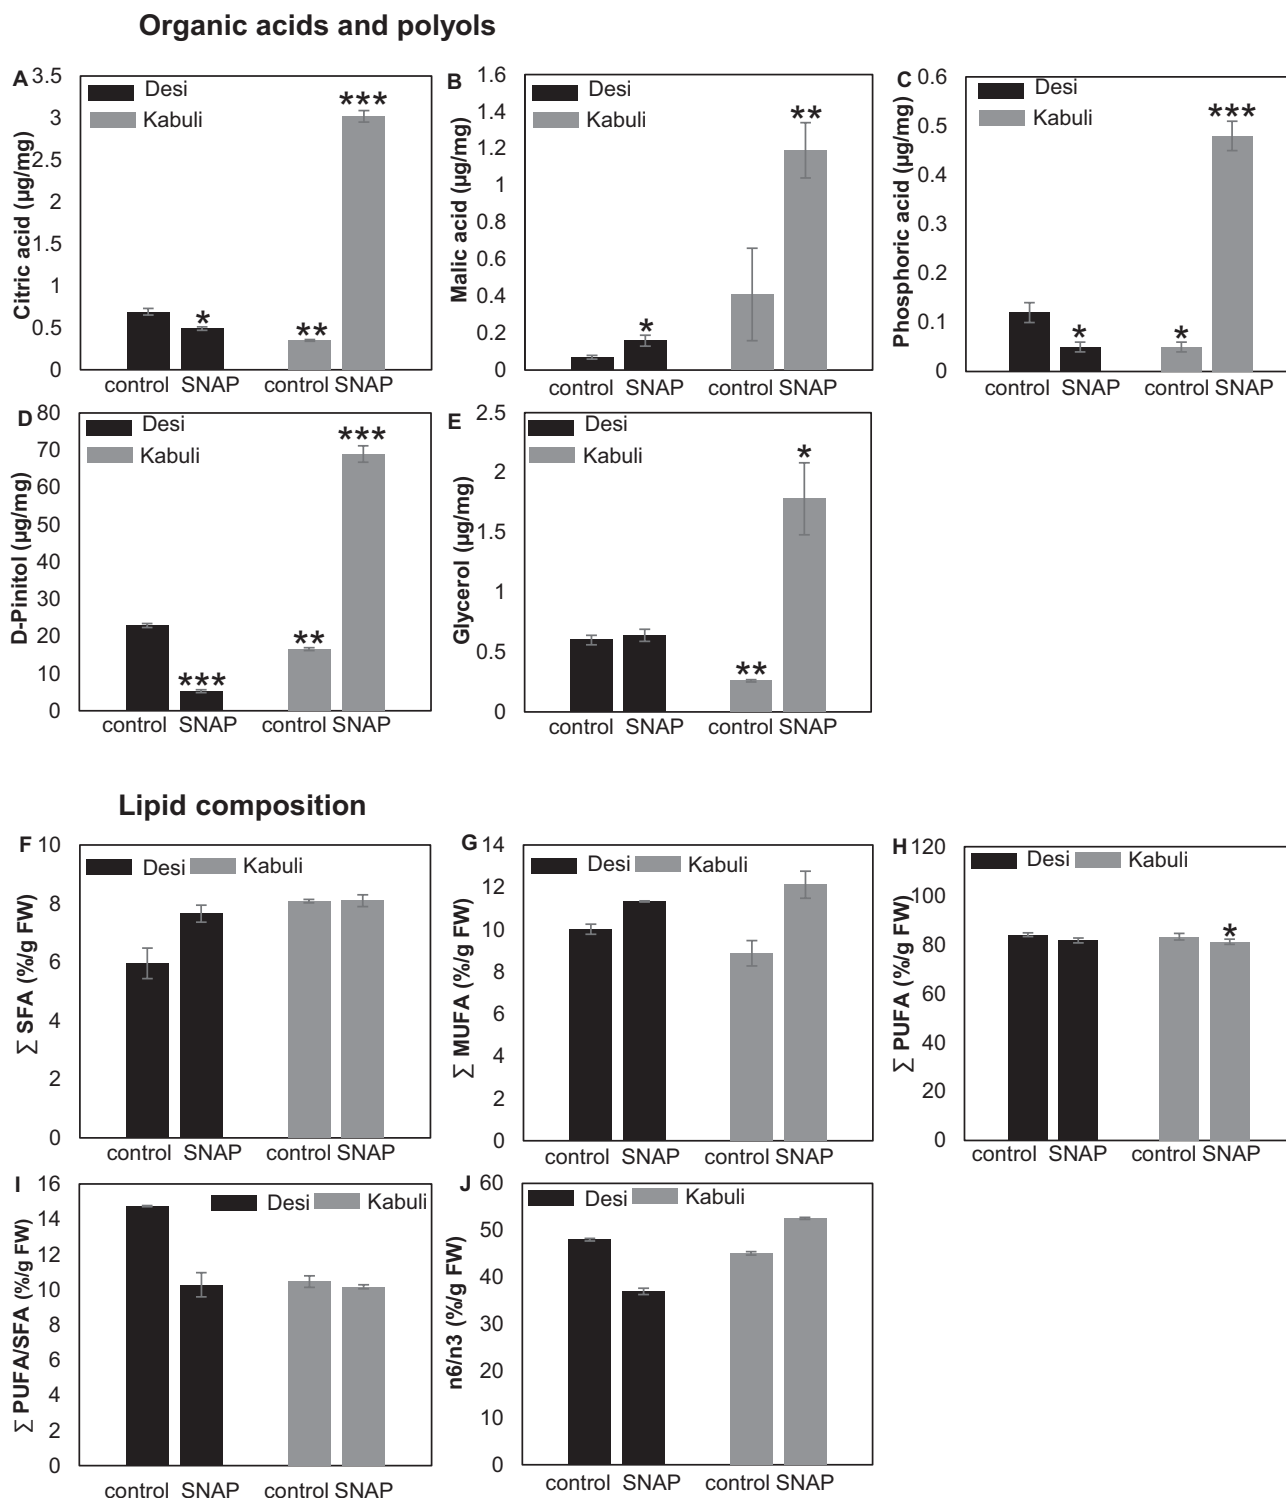 Organic acids and polyols
A
Citric acid (µg/mg)
3.5
3
2.5
2
1.5
1
0.5
0
Desi
Kabuli
*
**
***
control SNAP control SNAP
B
Malic acid (µg/mg)
1.6
1.4
1.2
1
0.8
0.6
0.4
0.2
0
Desi
Kabuli
*
**
control SNAP control SNAP
C
Phosphoric acid (µg/mg)
0.6
0.5
0.4
0.3
0.2
0.1
0
Desi
Kabuli
*
*
***
control SNAP control SNAP
D
D-Pinitol (µg/mg)
80
70
60
50
40
30
20
10
0
Desi
Kabuli
***
**
***
control SNAP control SNAP
E
Glycerol (µg/mg)
2.5
2
1.5
1
0.5
0
Desi
Kabuli
**
*
control SNAP control SNAP
Lipid composition
F
∑ SFA (%/g FW)
10
8
6
4
2
0
Desi Kabuli
control SNAP control SNAP
G
∑ MUFA (%/g FW)
14
12
10
8
6
4
2
0
Desi Kabuli
control SNAP control SNAP
H
∑ PUFA (%/g FW)
120
100
80
60
40
20
0
Desi Kabuli
*
control SNAP control SNAP
I
∑ PUFA/SFA (%/g FW)
16
14
12
10
8
6
4
2
0
Desi Kabuli
control SNAP control SNAP
J
n6/n3 (%/g FW)
60
50
40
30
20
10
0
Desi Kabuli
control SNAP control SNAP